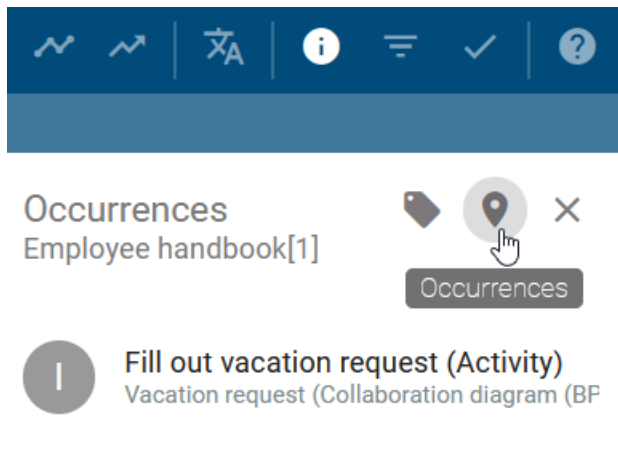 Occurrences
Employee handbook[1]
Occurrences
I
Fill out vacation request (Activity)
Vacation request (Collaboration diagram (BP